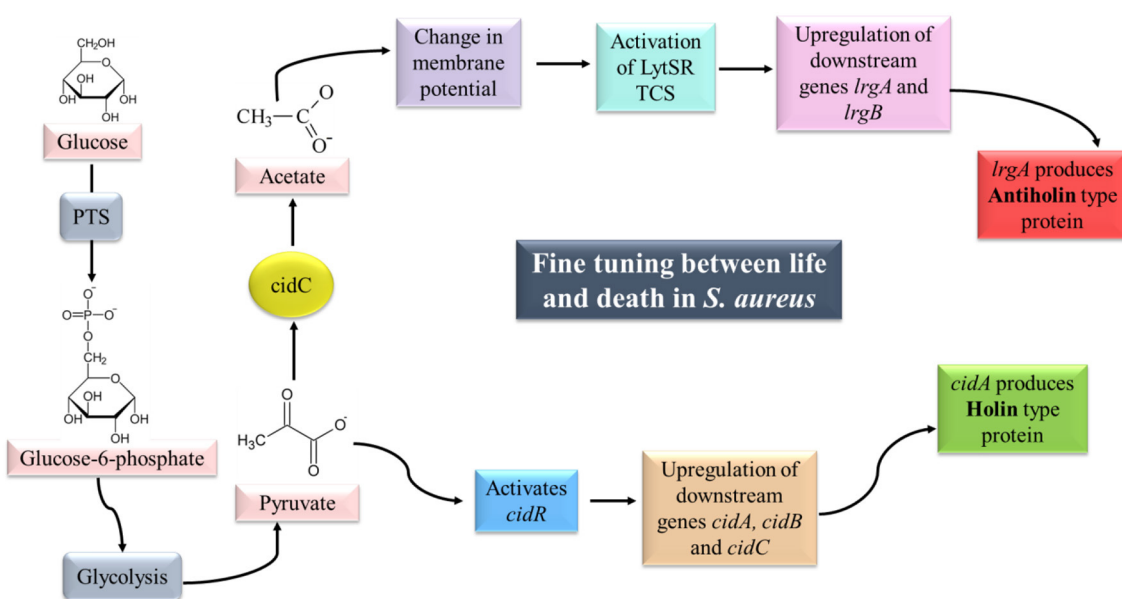 CH₂OH
O
OH
OH
OH
OH
Glucose
PTS
O⁻
O=P–O⁻
O
CH₂
O
OH
OH
OH
OH
Glucose-6-phosphate
Glycolysis
O
H₃C
O⁻
O
Pyruvate
cidC
O
CH₃–C
O⁻
Acetate
Change in
membrane
potential
Activation
of LytSR
TCS
Upregulation of
downstream
genes lrgA and
lrgB
lrgA produces
Antiholin type
protein
Fine tuning between life
and death in S. aureus
Activates
cidR
Upregulation of
downstream
genes cidA, cidB
and cidC
cidA produces
Holin type
protein